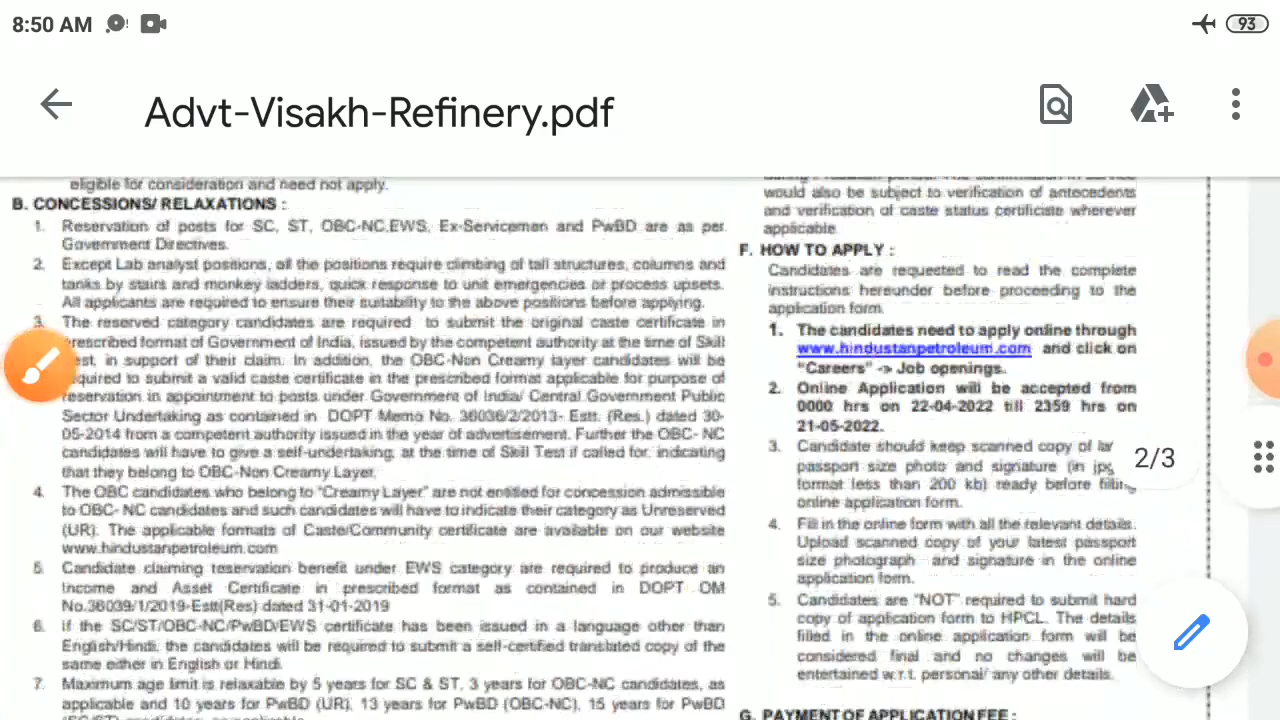 8:50 AM
93
Advt-Visakh-Refinery.pdf
eligible for consideration and need not apply.
B. CONCESSIONS/ RELAXATIONS :
1. Reservation of posts for SC, ST, OBC-NC,EWS, Ex-Servicemen and PwBD are as per
Government Directives.
2. Except Lab analyst positions, all the positions require climbing of tall structures, columns and
tanks by stairs and monkey ladders, quick response to unit emergencies or process upsets.
All applicants are required to ensure their suitability to the above positions before applying.
3. The reserved category candidates are required to submit the original caste certificate in
rescribed format of Government of India, issued by the competent authority at the time of Skill
est, in support of their claim. In addition, the OBC-Non Creamy layer candidates will be
quired to submit a valid caste certificate in the prescribed format applicable for purpose of
reservation in appointment to posts under Government of India/ Central Government Public
Sector Undertaking as contained in DOPT Memo No. 36036/2/2013- Estt. (Res.) dated 30-
05-2014 from a competent authority issued in the year of advertisement. Further the OBC- NC
candidates will have to give a self-undertaking, at the time of Skill Test if called for, indicating
that they belong to OBC-Non Creamy Layer.
4. The OBC candidates who belong to "Creamy Layer" are not entitled for concession admissible
to OBC- NC candidates and such candidates will have to indicate their category as Unreserved
(UR). The applicable formats of Caste/Community certificate are available on our website
www.hindustanpetroleum.com
5. Candidate claiming reservation benefit under EWS category are required to produce an
Income and Asset Certificate in prescribed format as contained in DOPT OM
No.36039/1/2019-Estt(Res) dated 31-01-2019
6. If the SC/ST/OBC-NC/PwBD/EWS certificate has been issued in a language other than
English/Hindi, the candidates will be required to submit a self-certified translated copy of the
same either in English or Hindi.
7. Maximum age limit is relaxable by 5 years for SC & ST, 3 years for OBC-NC candidates, as
applicable and 10 years for PwBD (UR), 13 years for PwBD (OBC-NC), 15 years for PwBD
would also be subject to verification of antecedents
and verification of caste status certificate wherever
applicable
F. HOW TO APPLY :
Candidates are requested to read the complete
instructions hereunder before proceeding to the
application form.
1. The candidates need to apply online through
www.hindustanpetroleum.com and click on
"Careers" -> Job openings.
2. Online Application will be accepted from
0000 hrs on 22-04-2022 till 2359 hrs on
21-05-2022.
3. Candidate should keep scanned copy of
passport size photo and signature (in
format less than 200 kb) ready before
online application form.
4. Fill in the online form with all the relevant details.
Upload scanned copy of your latest passport
size photograph and signature in the online
application form.
5. Candidates are "NOT" required to submit hard
copy of application form to HPCL. The details
filled in the online application form will be
considered final and no changes will be
entertained w.r.t. personal/ any other details.
G. PAYMENT OF APPLICATION FEE :
2/3